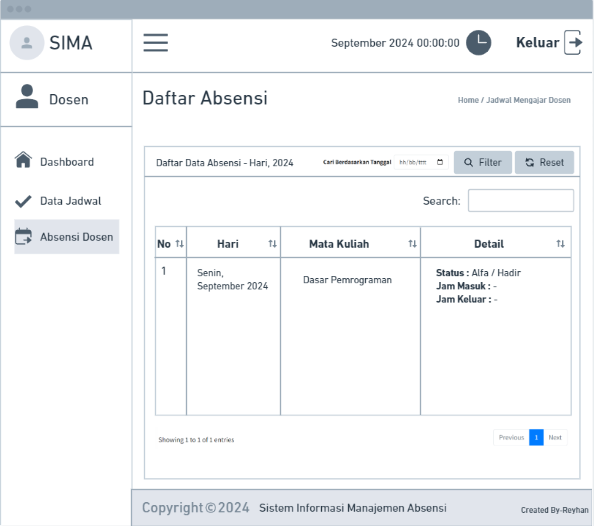 SIMA
September 2024 00:00:00
Keluar
Dosen
Daftar Absensi
Home / Jadwal Mengajar Dosen
Dashboard
Data Jadwal
Absensi Dosen
Daftar Data Absensi - Hari, 2024
Cari Berdasarkan Tanggal
hh/bb/ttt
Filter
Reset
Search:
No
Hari
Mata Kuliah
Detail
1
Senin,
September 2024
Dasar Pemrograman
Status : Alfa / Hadir
Jam Masuk : -
Jam Keluar : -
Showing 1 to 1 of 1 entries
Previous
1
Next
Copyright©2024
Sistem Informasi Manajemen Absensi
Created By-Reyhan